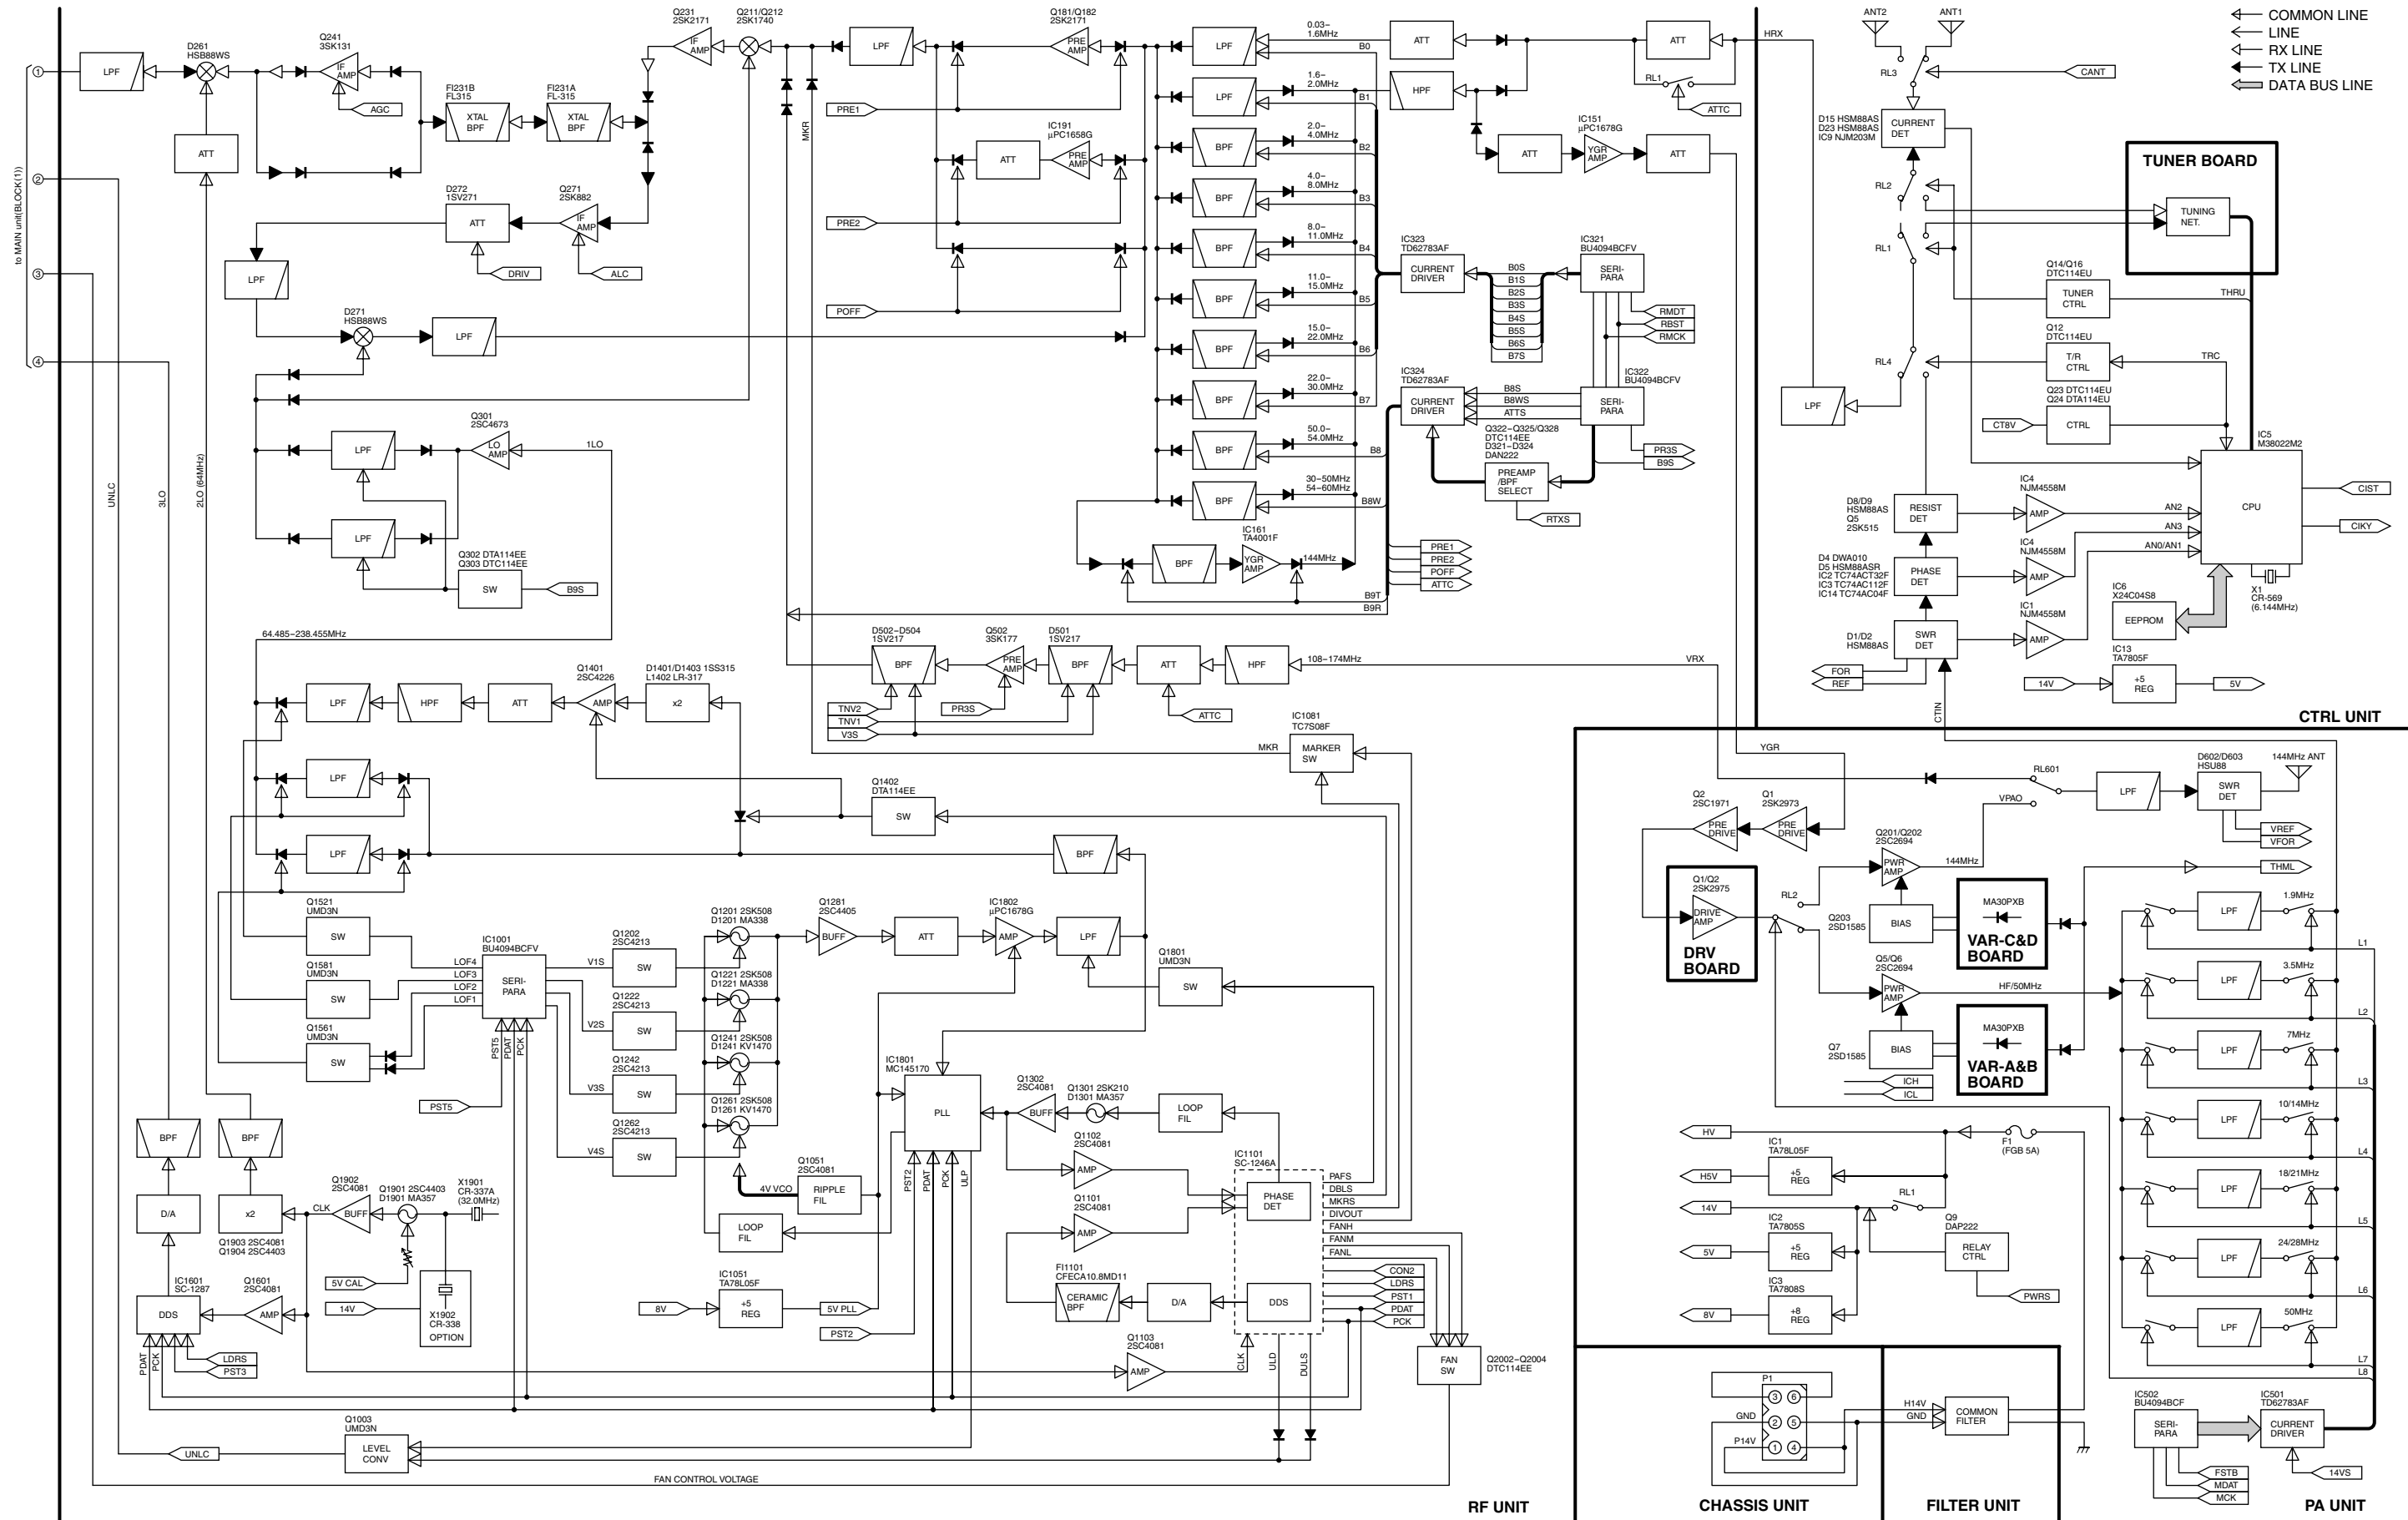 COMMON LINE
LINE
RX LINE
TX LINE
DATA BUS LINE
to MAIN unit(BLOCK(1))
①
②
③
④
LPF
D261
HSB88WS
Q241
3SK131
IF AMP
AGC
ATT
FI231B
FL315
XTAL
BPF
FI231A
FL-315
XTAL
BPF
Q231
2SK2171
IF AMP
Q211/Q212
2SK1740
D272
1SV271
ATT
DRIV
Q271
2SK882
IF AMP
ALC
LPF
D271
HSB88WS
LPF
Q301
2SC4673
LO AMP
1LO
LPF
LPF
Q302 DTA114EE
Q303 DTC114EE
SW
B9S
UNLC
3LO
2LO (64MHz)
64.485–238.455MHz
MKR
LPF
Q181/Q182
2SK2171
PRE AMP
PRE1
IC191
µPC1658G
ATT
PRE AMP
PRE2
POFF
LPF
0.03–
1.6MHz
B0
LPF
1.6–
2.0MHz
B1
BPF
2.0–
4.0MHz
B2
BPF
4.0–
8.0MHz
B3
BPF
8.0–
11.0MHz
B4
BPF
11.0–
15.0MHz
B5
BPF
15.0–
22.0MHz
B6
BPF
22.0–
30.0MHz
B7
BPF
50.0–
54.0MHz
B8
BPF
30–50MHz
54–60MHz
B8W
BPF
IC161
TA4001F
YGR AMP
144MHz
B9T
B9R
ATT
ATT
HRX
RL1
ATTC
HPF
IC151
µPC1678G
ATT
YGR AMP
ATT
IC323
TD62783AF
CURRENT
DRIVER
B0S
B1S
B2S
B3S
B4S
B5S
B6S
B7S
IC321
BU4094BCFV
SERI-
PARA
RMDT
RBST
RMCK
IC324
TD62783AF
CURRENT
DRIVER
B8S
B8WS
ATTS
IC322
BU4094BCFV
SERI-
PARA
Q322–Q325/Q328
DTC114EE
D321–D324
DAN222
PREAMP
/BPF
SELECT
RTXS
PR3S
B9S
PRE1
PRE2
POFF
ATTC
D502–D504
1SV217
BPF
Q502
3SK177
PRE AMP
D501
1SV217
BPF
ATT
HPF
108–174MHz
VRX
TNV2
TNV1
V3S
PR3S
ATTC
Q1401
2SC4226
D1401/D1403 1SS315
L1402 LR-317
LPF
HPF
ATT
AMP
x2
LPF
LPF
Q1402
DTA114EE
SW
IC1081
TC7S08F
MARKER
SW
MKR
BPF
Q1521
UMD3N
SW
Q1581
UMD3N
SW
Q1561
UMD3N
SW
LOF4
LOF3
LOF2
LOF1
IC1001
BU4094BCFV
SERI-
PARA
PST5
PDAT
PCK
PST5
V1S
V2S
V3S
V4S
Q1202
2SC4213
SW
Q1222
2SC4213
SW
Q1242
2SC4213
SW
Q1262
2SC4213
SW
Q1201 2SK508
D1201 MA338
Q1221 2SK508
D1221 MA338
Q1241 2SK508
D1241 KV1470
Q1261 2SK508
D1261 KV1470
Q1281
2SC4405
BUFF
ATT
IC1802
µPC1678G
AMP
LPF
Q1801
UMD3N
SW
IC1801
MC145170
PLL
PST2
PDAT
PCK
ULP
Q1302
2SC4081
BUFF
Q1301 2SK210
D1301 MA357
LOOP
FIL
Q1102
2SC4081
AMP
Q1101
2SC4081
AMP
IC1101
SC-1246A
PHASE
DET
DDS
PAFS
DBLS
MKRS
DIVOUT
FANH
FANM
FANL
CON2
LDRS
PST1
PDAT
PCK
Q1051
2SC4081
4V VCO
RIPPLE
FIL
LOOP
FIL
IC1051
TA78L05F
8V
+5
REG
5V PLL
PST2
FI1101
CFECA10.8MD11
CERAMIC
BPF
D/A
Q1103
2SC4081
AMP
CLK
ULD
DULS
FAN
SW
Q2002–Q2004
DTC114EE
BPF
D/A
IC1601
SC-1287
DDS
PDAT
PCK
LDRS
PST3
BPF
x2
Q1903 2SC4081
Q1904 2SC4403
CLK
Q1902
2SC4081
BUFF
Q1901 2SC4403
D1901 MA357
X1901
CR-337A
(32.0MHz)
5V CAL
14V
X1902
CR-338
OPTION
Q1601
2SC4081
AMP
Q1003
UMD3N
LEVEL
CONV
UNLC
FAN CONTROL VOLTAGE
RF UNIT
ANT2
ANT1
RL3
CANT
D15 HSM88AS
D23 HSM88AS
IC9 NJM203M
CURRENT
DET
RL2
RL1
RL4
LPF
TUNER BOARD
TUNING
NET.
Q14/Q16
DTC114EU
TUNER
CTRL
THRU
Q12
DTC114EU
T/R
CTRL
TRC
Q23 DTC114EU
Q24 DTA114EU
CT8V
CTRL
IC5
M38022M2
CPU
CIST
CIKY
X1
CR-569
(6.144MHz)
D8/D9
HSM88AS
Q5
2SK515
RESIST
DET
IC4
NJM4558M
AMP
AN2
D4 DWA010
D5 HSM88ASR
IC2 TC74ACT32F
IC3 TC74AC112F
IC14 TC74AC04F
PHASE
DET
IC4
NJM4558M
AMP
AN3
AN0/AN1
D1/D2
HSM88AS
SWR
DET
IC1
NJM4558M
AMP
IC6
X24C04S8
EEPROM
FOR
REF
IC13
TA7805F
14V
+5
REG
5V
CTIN
CTRL UNIT
YGR
RL601
VPAO
LPF
D602/D603
HSU88
SWR
DET
144MHz ANT
VREF
VFOR
Q2
2SC1971
PRE DRIVE
Q1
2SK2973
PRE DRIVE
Q1/Q2
2SK2975
DRIVE AMP
DRV
BOARD
RL2
Q201/Q202
2SC2694
PWR AMP
144MHz
Q203
2SD1585
BIAS
MA30PXB
VAR-C&D
BOARD
THML
Q5/Q6
2SC2694
PWR AMP
HF/50MHz
Q7
2SD1585
BIAS
MA30PXB
VAR-A&B
BOARD
ICH
ICL
HV
F1
(FGB 5A)
IC1
TA78L05F
H5V
+5
REG
14V
RL1
IC2
TA7805S
5V
+5
REG
Q9
DAP222
RELAY
CTRL
PWRS
IC3
TA7808S
8V
+8
REG
1.9MHz
LPF
L1
3.5MHz
LPF
L2
7MHz
LPF
L3
10/14MHz
LPF
L4
18/21MHz
LPF
L5
24/28MHz
LPF
L6
50MHz
LPF
L7
L8
IC502
BU4094BCF
SERI-
PARA
IC501
TD62783AF
CURRENT
DRIVER
FSTB
MDAT
MCK
14VS
PA UNIT
P1
3 6
GND 2 5
P14V 1 4
CHASSIS UNIT
H14V
GND
COMMON
FILTER
FILTER UNIT